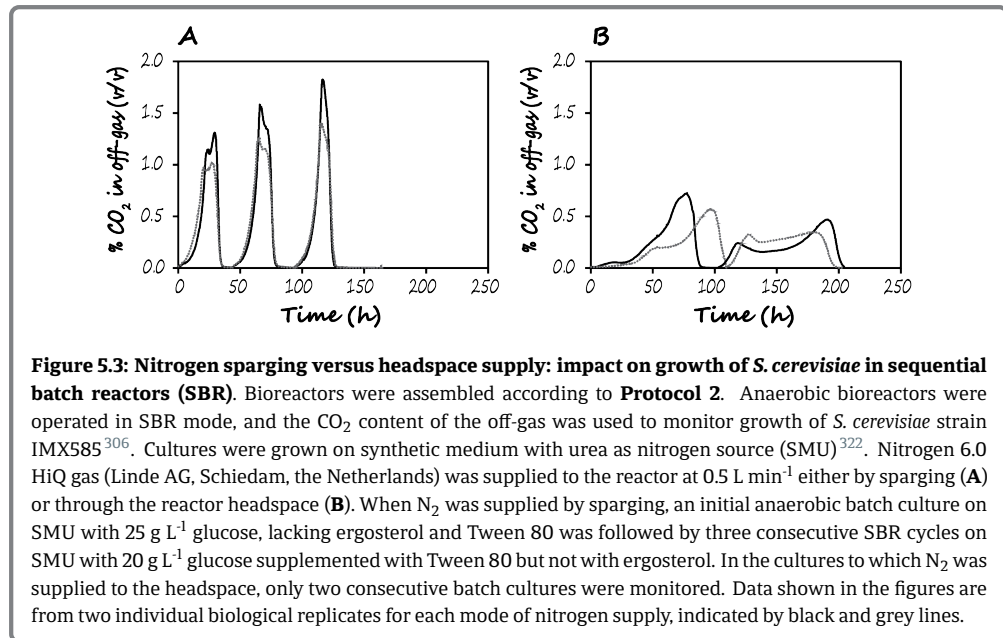 A
B
2.0
1.5
1.0
0.5
0.0
% CO₂ in off-gas (v/v)
0 50 100 150 200 250
Time (h)
2.0
1.5
1.0
0.5
0.0
% CO₂ in off-gas (v/v)
0 50 100 150 200 250
Time (h)
Figure 5.3: Nitrogen sparging versus headspace supply: impact on growth of S. cerevisiae in sequential
batch reactors (SBR). Bioreactors were assembled according to Protocol 2. Anaerobic bioreactors were
operated in SBR mode, and the CO₂ content of the off-gas was used to monitor growth of S. cerevisiae strain
IMX585³⁰⁶. Cultures were grown on synthetic medium with urea as nitrogen source (SMU)³²². Nitrogen 6.0
HiQ gas (Linde AG, Schiedam, the Netherlands) was supplied to the reactor at 0.5 L min⁻¹ either by sparging (A)
or through the reactor headspace (B). When N₂ was supplied by sparging, an initial anaerobic batch culture on
SMU with 25 g L⁻¹ glucose, lacking ergosterol and Tween 80 was followed by three consecutive SBR cycles on
SMU with 20 g L⁻¹ glucose supplemented with Tween 80 but not with ergosterol. In the cultures to which N₂ was
supplied to the headspace, only two consecutive batch cultures were monitored. Data shown in the figures are
from two individual biological replicates for each mode of nitrogen supply, indicated by black and grey lines.